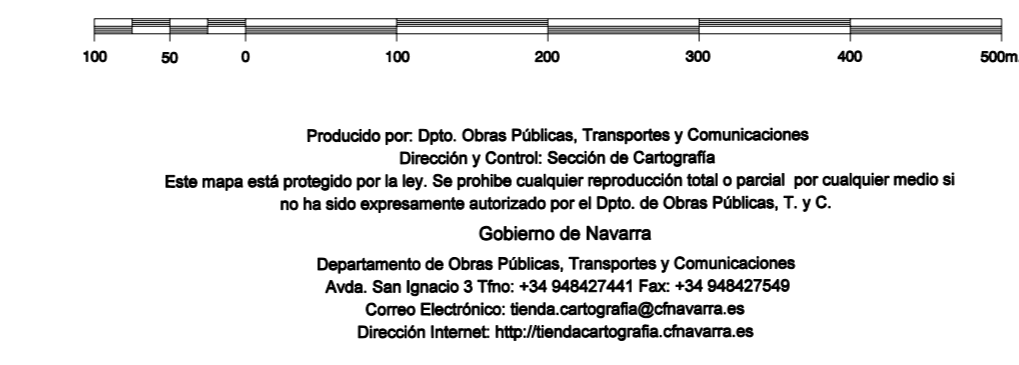 100 50 0 100 200 300 400 500m.
Producido por: Dpto. Obras Públicas, Transportes y Comunicaciones
Dirección y Control: Sección de Cartografía
Este mapa está protegido por la ley. Se prohibe cualquier reproducción total o parcial por cualquier medio si
no ha sido expresamente autorizado por el Dpto. de Obras Públicas, T. y C.
Gobierno de Navarra
Departamento de Obras Públicas, Transportes y Comunicaciones
Avda. San Ignacio 3 Tfno: +34 948427441 Fax: +34 948427549
Correo Electrónico: tienda.cartografia@cfnavarra.es
Dirección Internet: http://tiendacartografia.cfnavarra.es